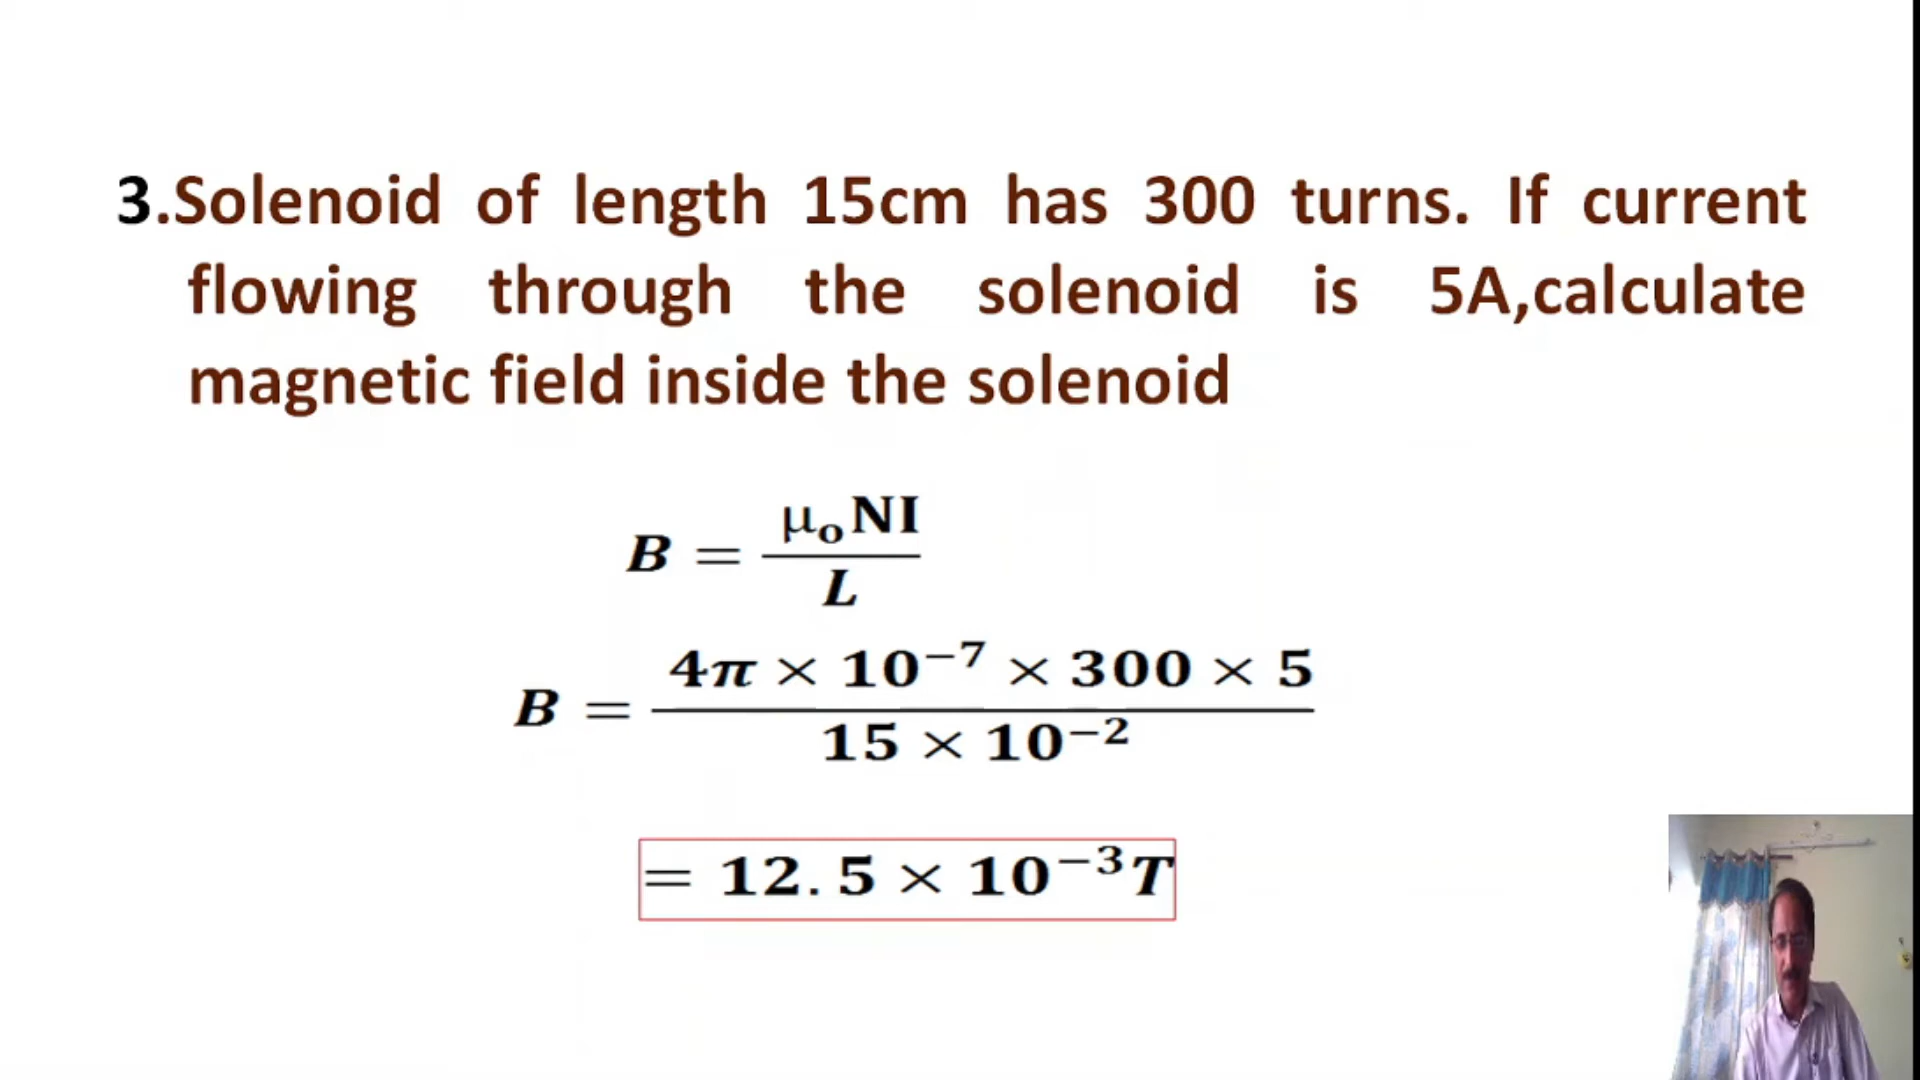 3.Solenoid of length 15cm has 300 turns. If current
flowing through the solenoid is 5A,calculate
magnetic field inside the solenoid
B = μ₀NI / L
B = 4π × 10⁻⁷ × 300 × 5 / 15 × 10⁻²
= 12.5 × 10⁻³T